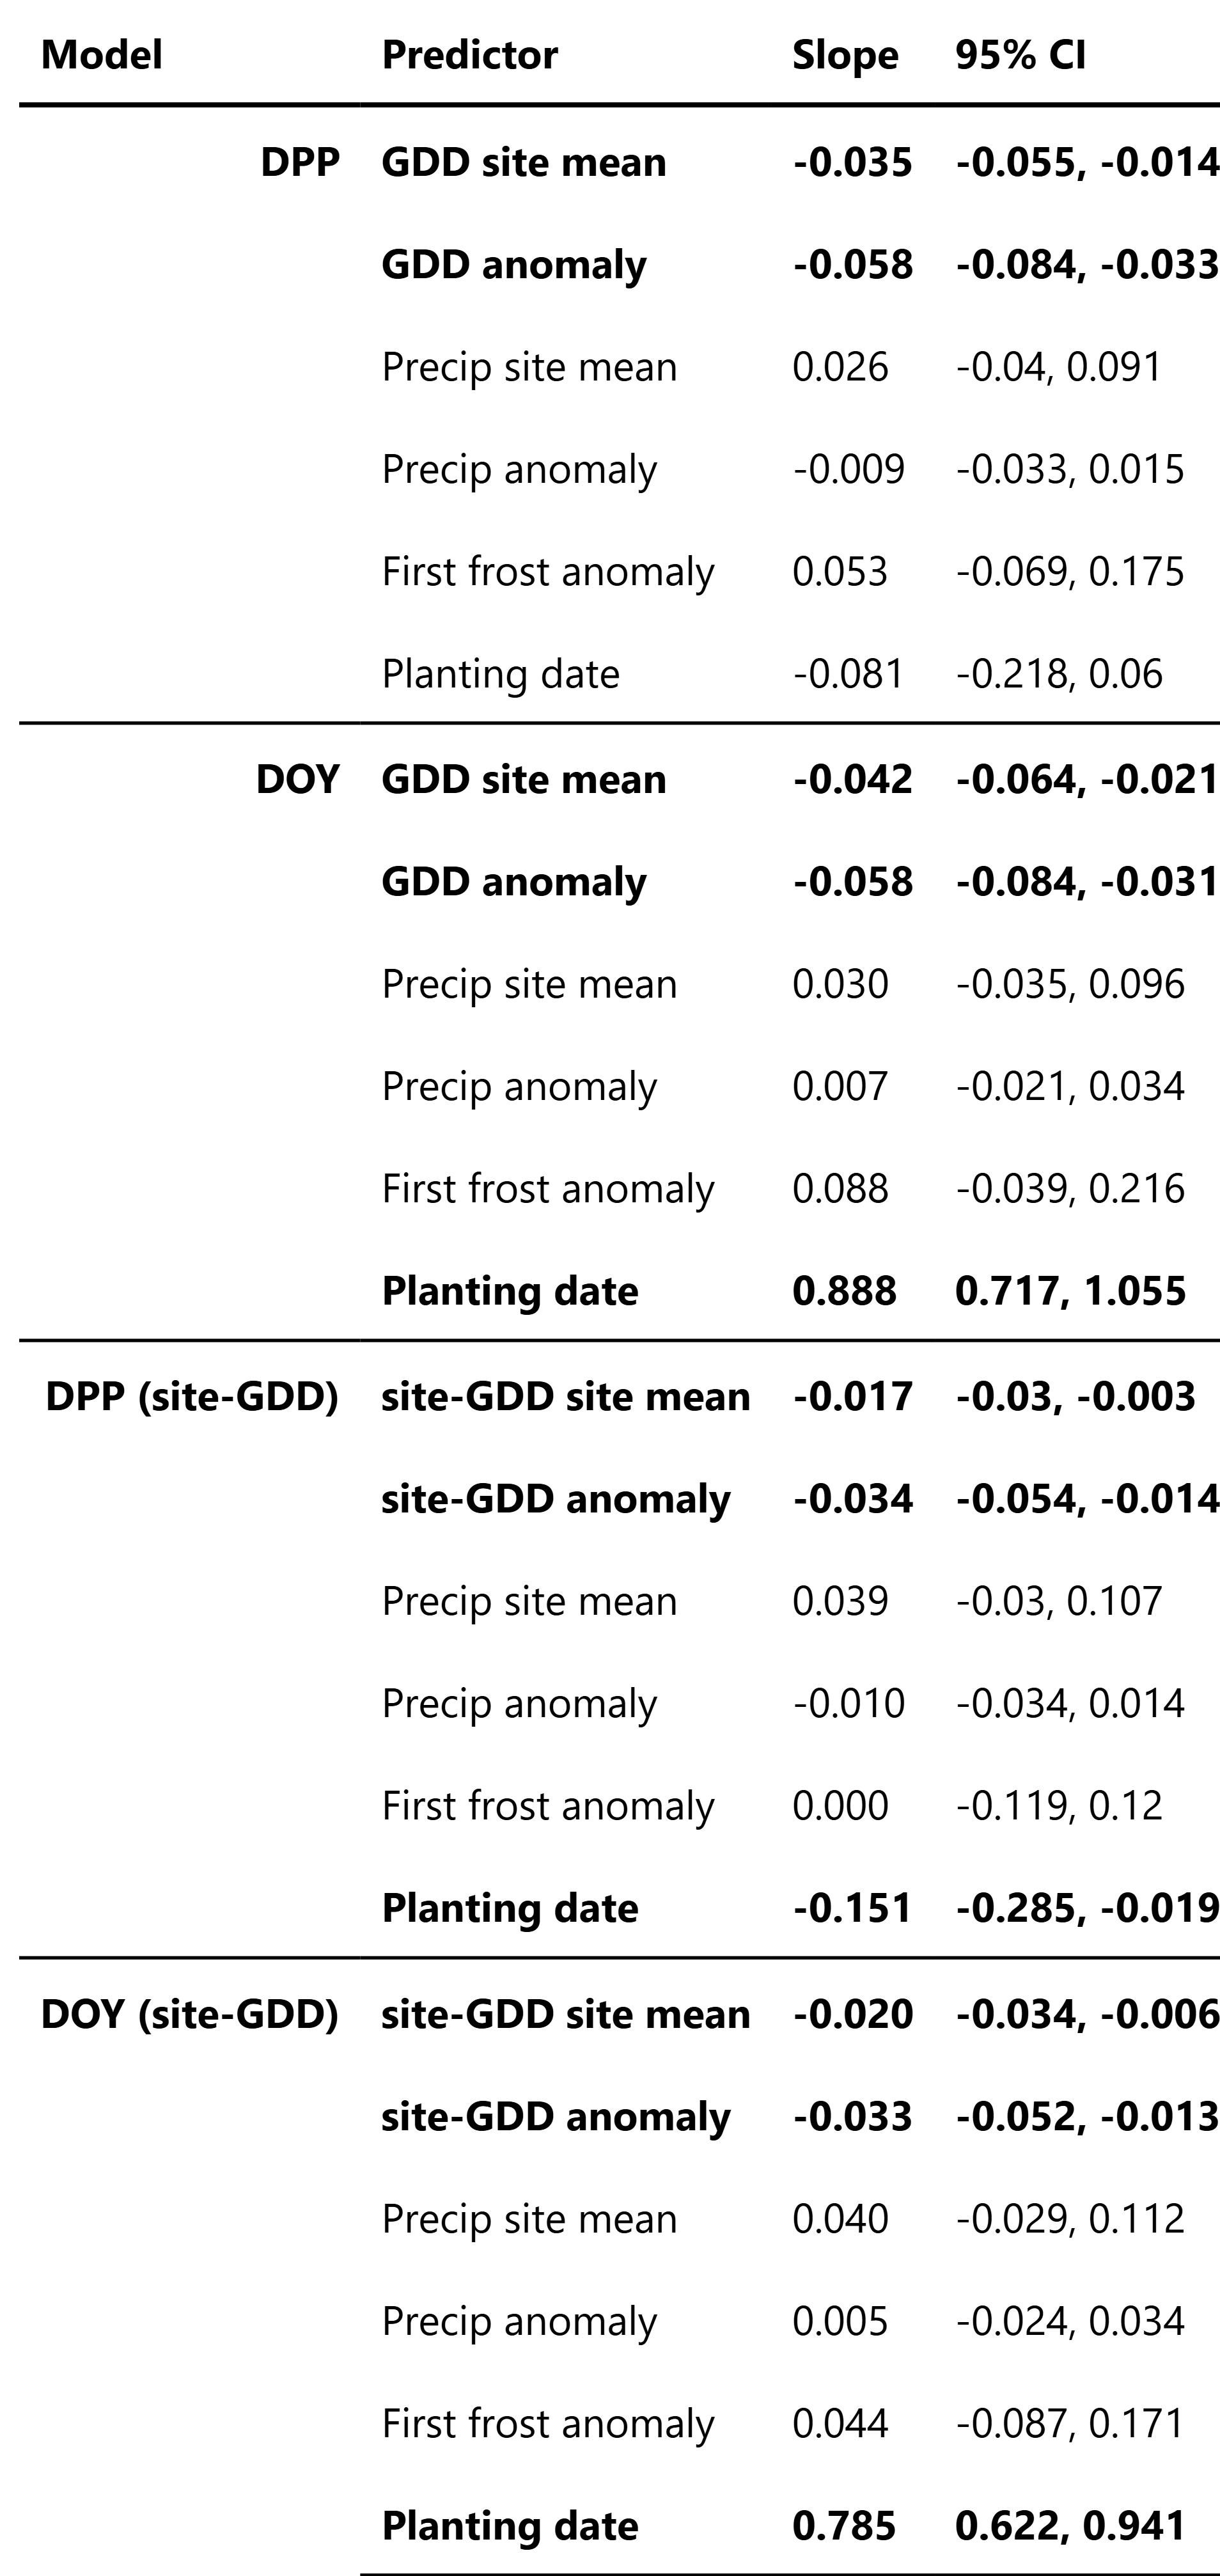 Model Predictor Slope 95% CI
DPP GDD site mean -0.035 -0.055, -0.014
GDD anomaly -0.058 -0.084, -0.033
Precip site mean 0.026 -0.04, 0.091
Precip anomaly -0.009 -0.033, 0.015
First frost anomaly 0.053 -0.069, 0.175
Planting date -0.081 -0.218, 0.06
DOY GDD site mean -0.042 -0.064, -0.021
GDD anomaly -0.058 -0.084, -0.031
Precip site mean 0.030 -0.035, 0.096
Precip anomaly 0.007 -0.021, 0.034
First frost anomaly 0.088 -0.039, 0.216
Planting date 0.888 0.717, 1.055
DPP (site-GDD) site-GDD site mean -0.017 -0.03, -0.003
site-GDD anomaly -0.034 -0.054, -0.014
Precip site mean 0.039 -0.03, 0.107
Precip anomaly -0.010 -0.034, 0.014
First frost anomaly 0.000 -0.119, 0.12
Planting date -0.151 -0.285, -0.019
DOY (site-GDD) site-GDD site mean -0.020 -0.034, -0.006
site-GDD anomaly -0.033 -0.052, -0.013
Precip site mean 0.040 -0.029, 0.112
Precip anomaly 0.005 -0.024, 0.034
First frost anomaly 0.044 -0.087, 0.171
Planting date 0.785 0.622, 0.941